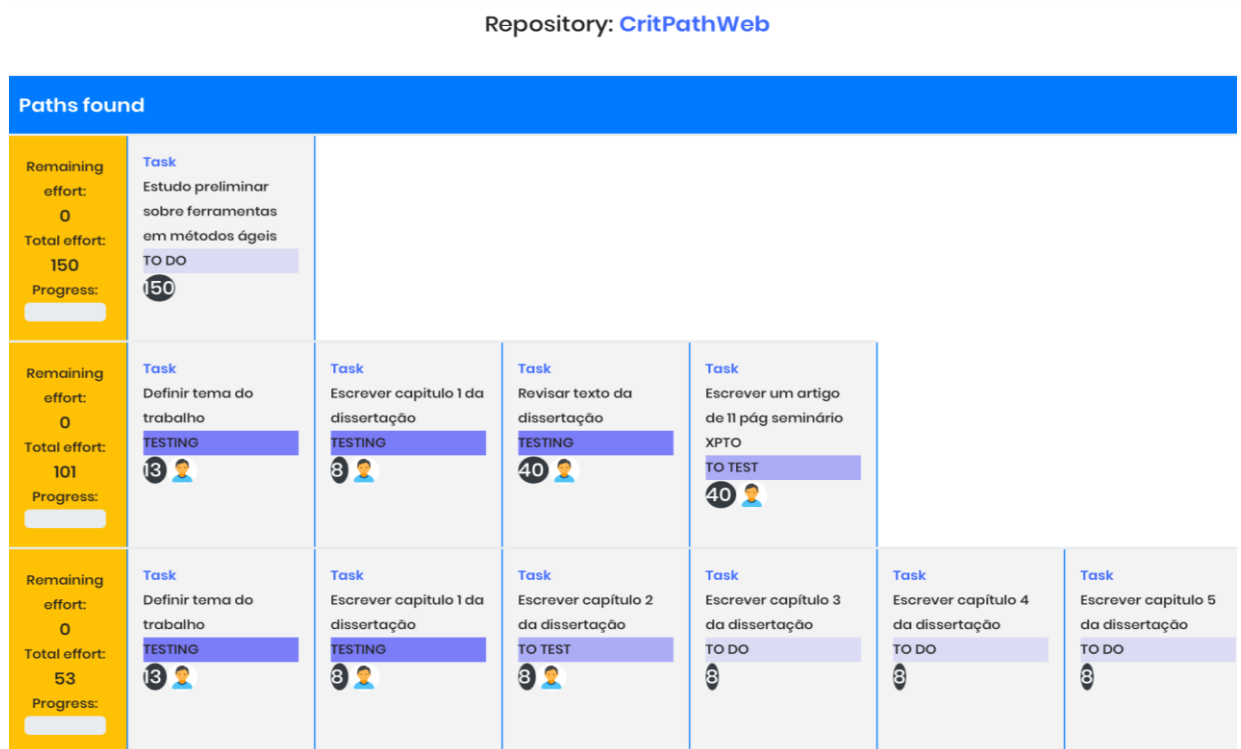 Repository: CritPathWeb
Paths found
Remaining
effort:
0
Total effort:
150
Progress:
Task
Estudo preliminar
sobre ferramentas
em métodos ágeis
TO DO
150
Remaining
effort:
0
Total effort:
101
Progress:
Task
Definir tema do
trabalho
TESTING
13
Task
Escrever capitulo 1 da
dissertação
TESTING
8
Task
Revisar texto da
dissertação
TESTING
40
Task
Escrever um artigo
de 11 pág seminário
XPTO
TO TEST
40
Remaining
effort:
0
Total effort:
53
Progress:
Task
Definir tema do
trabalho
TESTING
13
Task
Escrever capitulo 1 da
dissertação
TESTING
8
Task
Escrever capítulo 2
da dissertação
TO TEST
8
Task
Escrever capítulo 3
da dissertação
TO DO
8
Task
Escrever capítulo 4
da dissertação
TO DO
8
Task
Escrever capitulo 5
da dissertação
TO DO
8